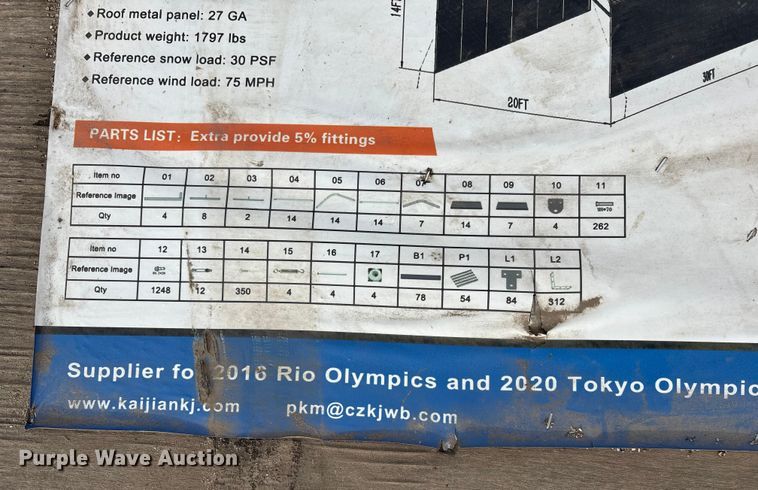 Roof metal panel: 27 GA
Product weight: 1797 lbs
Reference snow load: 30 PSF
Reference wind load: 75 MPH
14FT
20FT
30FT
PARTS LIST: Extra provide 5% fittings
Item no 01 02 03 04 05 06 07 08 09 10 11
Reference Image
Qty 4 8 2 14 14 14 7 14 7 4 262
Item no 12 13 14 15 16 17 B1 P1 L1 L2
Reference Image
Qty 1248 12 350 4 4 4 78 54 84 312
Supplier fo 2016 Rio Olympics and 2020 Tokyo Olympic
www.kaijiankj.com pkm@czkjwb.com
Purple Wave Auction